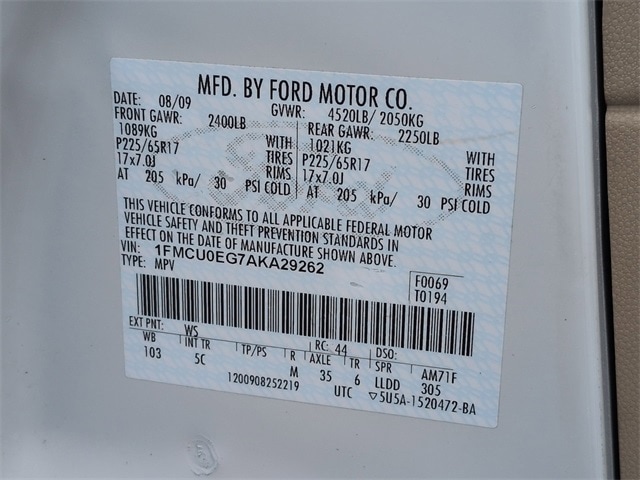 MFD. BY FORD MOTOR CO.
DATE: 08/09 GVWR: 4520LB/ 2050KG
FRONT GAWR: 2400LB REAR GAWR: 2250LB
1089KG WITH 1021KG WITH
P225/65R17 TIRES P225/65R17 TIRES
17x7.0J RIMS 17x7.0J RIMS
AT 205 kPa/ 30 PSI COLD AT 205 kPa/ 30 PSI COLD
THIS VEHICLE CONFORMS TO ALL APPLICABLE FEDERAL MOTOR
VEHICLE SAFETY AND THEFT PREVENTION STANDARDS IN
EFFECT ON THE DATE OF MANUFACTURE SHOWN ABOVE.
VIN: 1FMCU0EG7AKA29262 F0069
TYPE: MPV T0194
EXT PNT: WS RC: 44 DSO:
WB INT TR TP/PS R AXLE TR SPR AM71F
103 5C M 35 6 LLDD 305
1200908252219 UTC ▽5U5A-1520472-BA